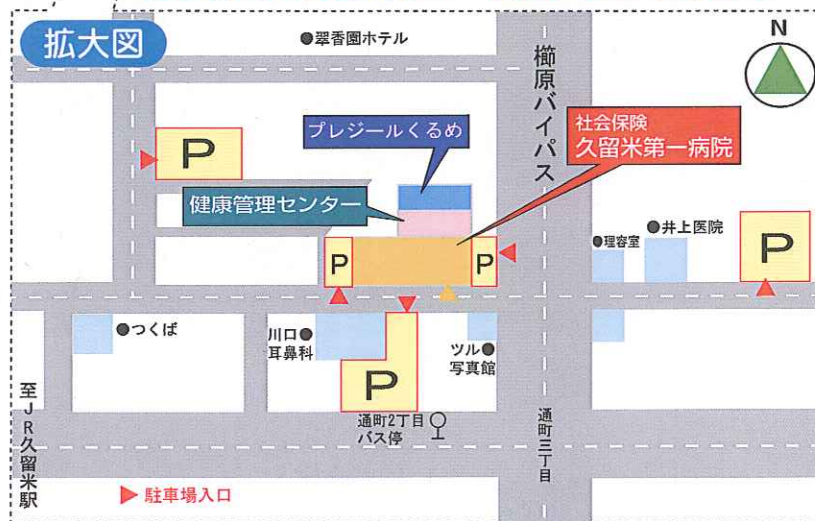 拡大図
●翠香園ホテル
N
櫛原バイパス
プレジールくるめ
社会保険
久留米第一病院
P
健康管理センター
P
P
●理容室
●井上医院
P
●つくば
川口●
耳鼻科
P
ツル●
写真館
通町2丁目
バス停
通町三丁目
至JR久留米駅
駐車場入口